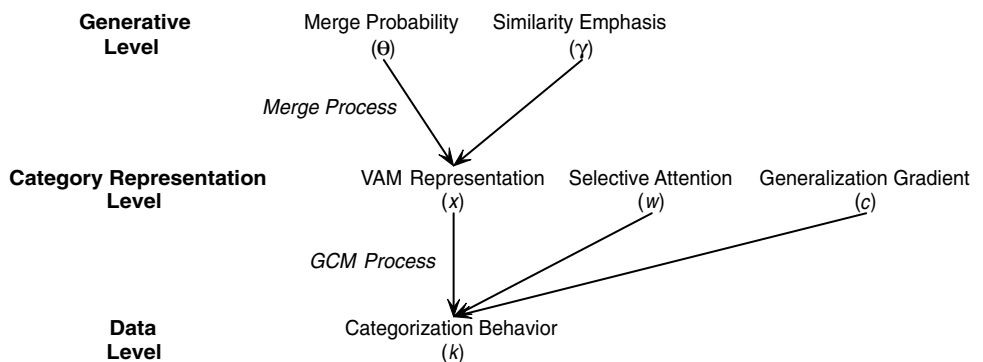 Generative Level
Merge Probability
(Θ)
Similarity Emphasis
(γ)
Merge Process
Category Representation Level
VAM Representation
(x)
Selective Attention
(w)
Generalization Gradient
(c)
GCM Process
Data Level
Categorization Behavior
(k)